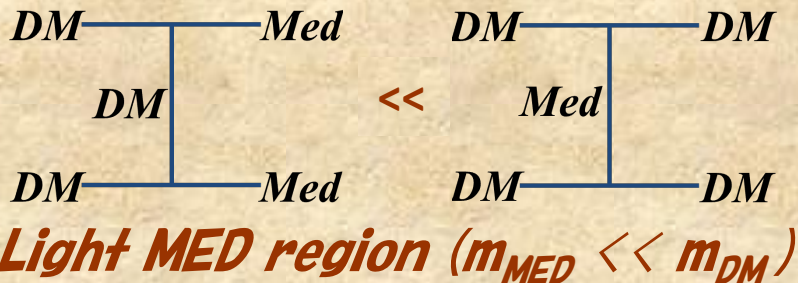 DM Med DM DM
DM << Med
DM Med DM DM
Light MED region (mMED << mDM)